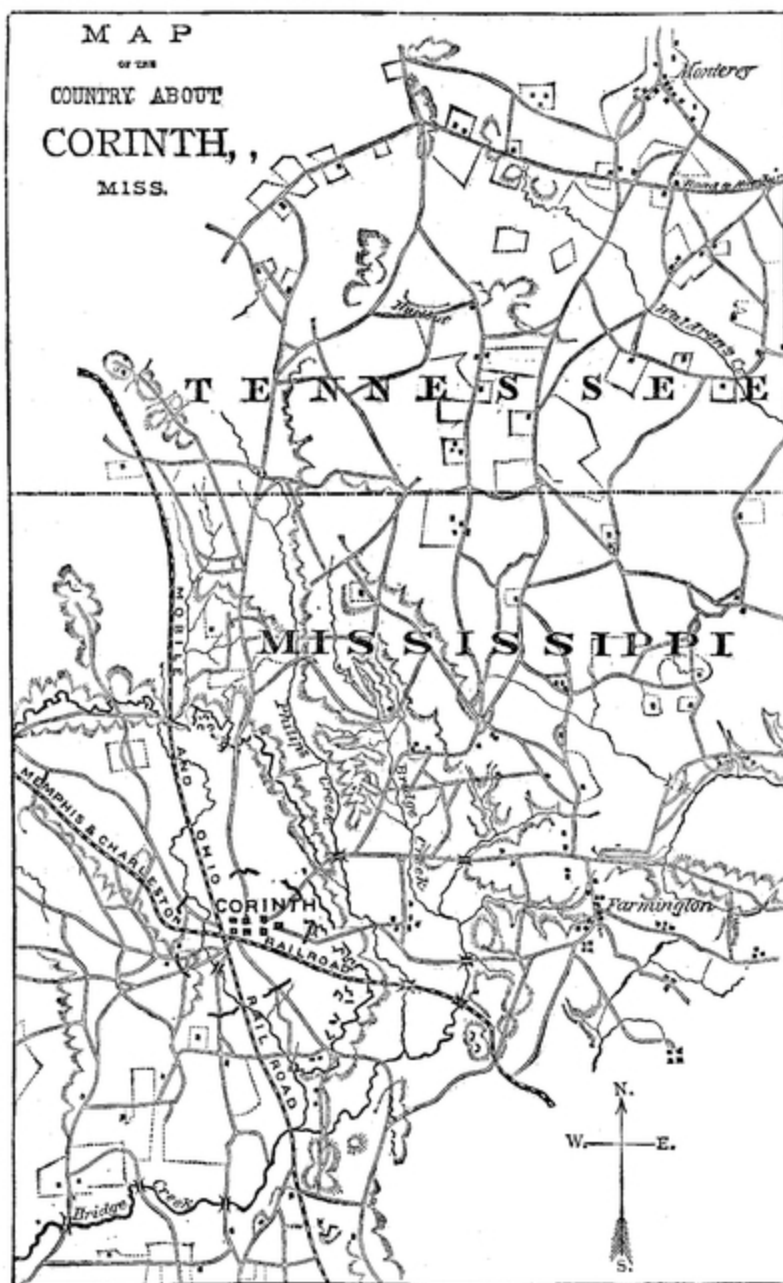 MAP
OF THE
COUNTRY ABOUT
CORINTH,,
MISS.
Monterey
TENNESSEE
MISSISSIPPI
MOBILE AND OHIO RAIL ROAD
Phillips Creek
Bridge Creek
MEMPHIS & CHARLESTON RAILROAD
CORINTH
Farmington
Bridge Creek
N.
W. E.
S.